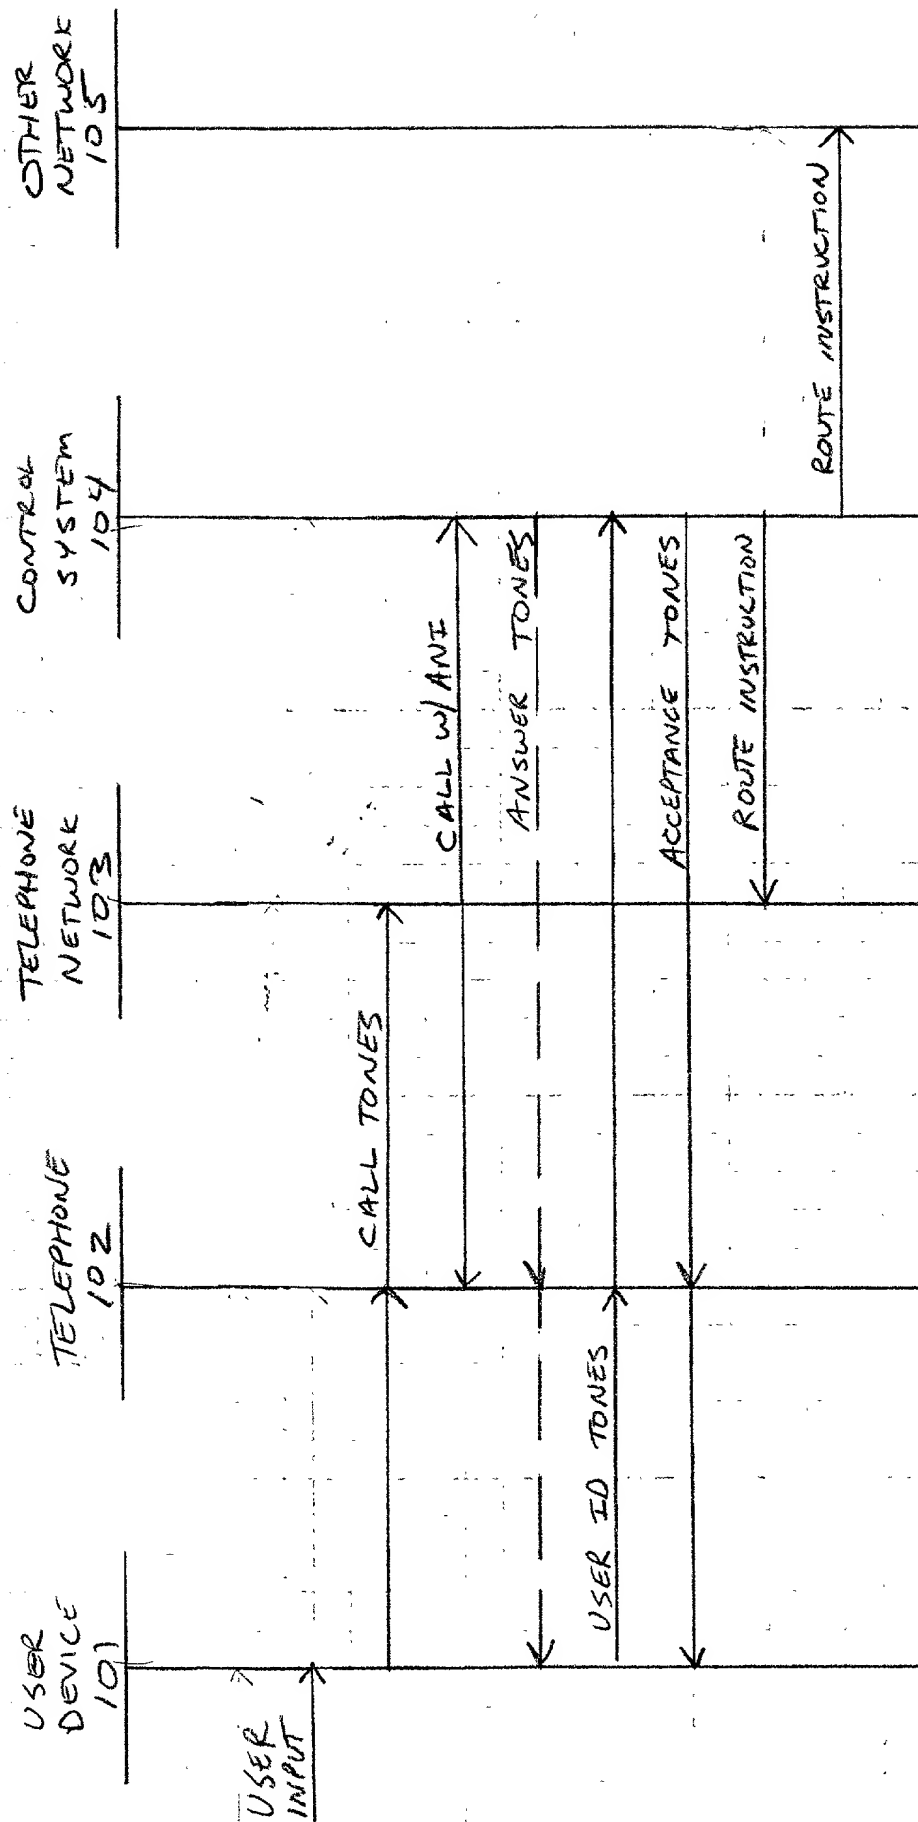 USER
DEVICE
101
TELEPHONE
102
TELEPHONE
NETWORK
103
CONTROL
SYSTEM
104
OTHER
NETWORK
105
USER
INPUT
CALL TONES
CALL W/ANI
ANSWER TONES
USER ID TONES
ACCEPTANCE TONES
ROUTE INSTRUCTION
ROUTE INSTRUCTION